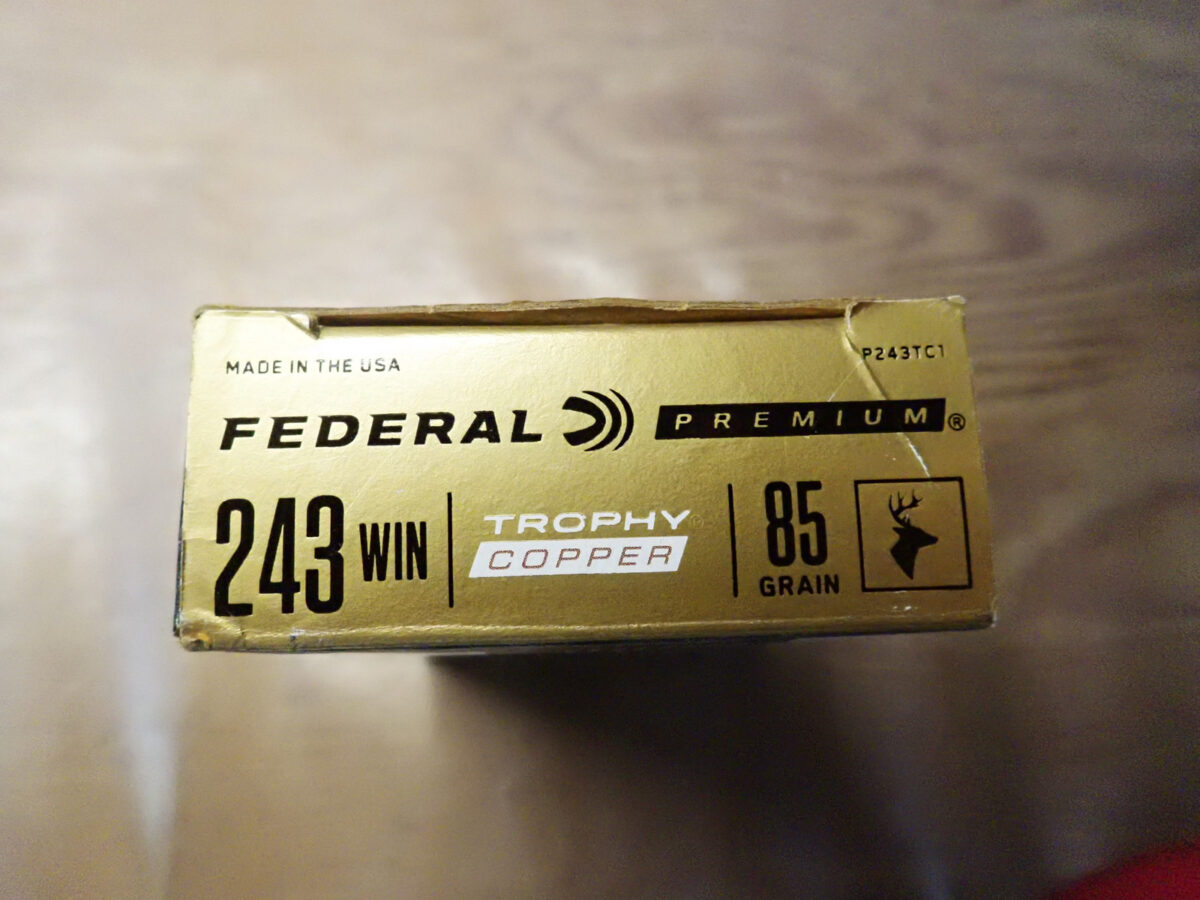 MADE IN THE USA P243TC1
FEDERAL PREMIUM®
243 WIN TROPHY® 85
COPPER GRAIN